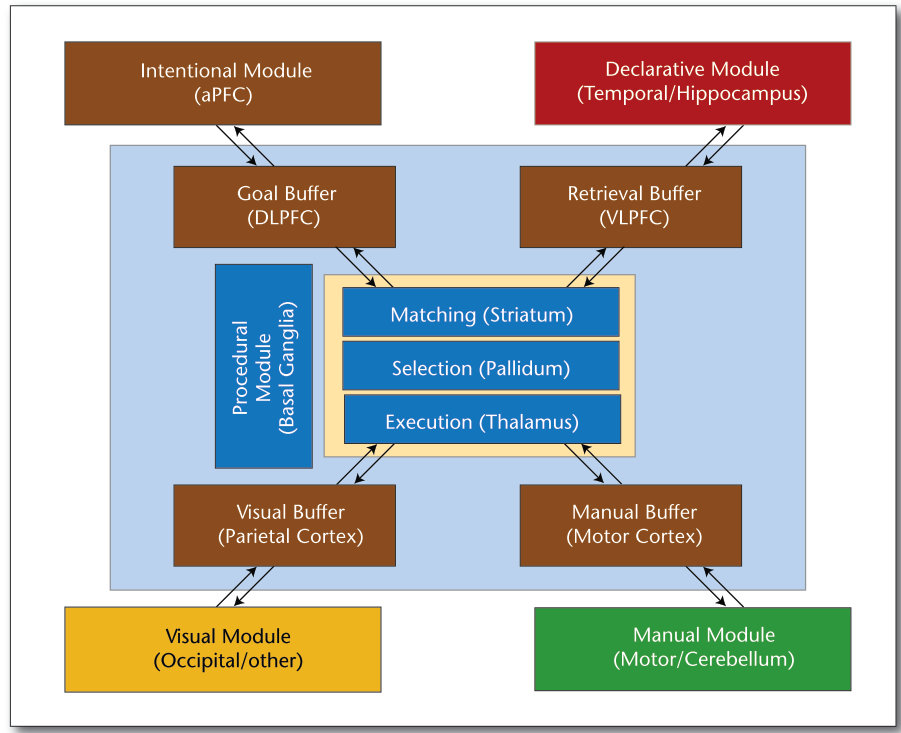 Intentional Module
(aPFC)
Declarative Module
(Temporal/Hippocampus)
Goal Buffer
(DLPFC)
Retrieval Buffer
(VLPFC)
Procedural
Module
(Basal Ganglia)
Matching (Striatum)
Selection (Pallidum)
Execution (Thalamus)
Visual Buffer
(Parietal Cortex)
Manual Buffer
(Motor Cortex)
Visual Module
(Occipital/other)
Manual Module
(Motor/Cerebellum)